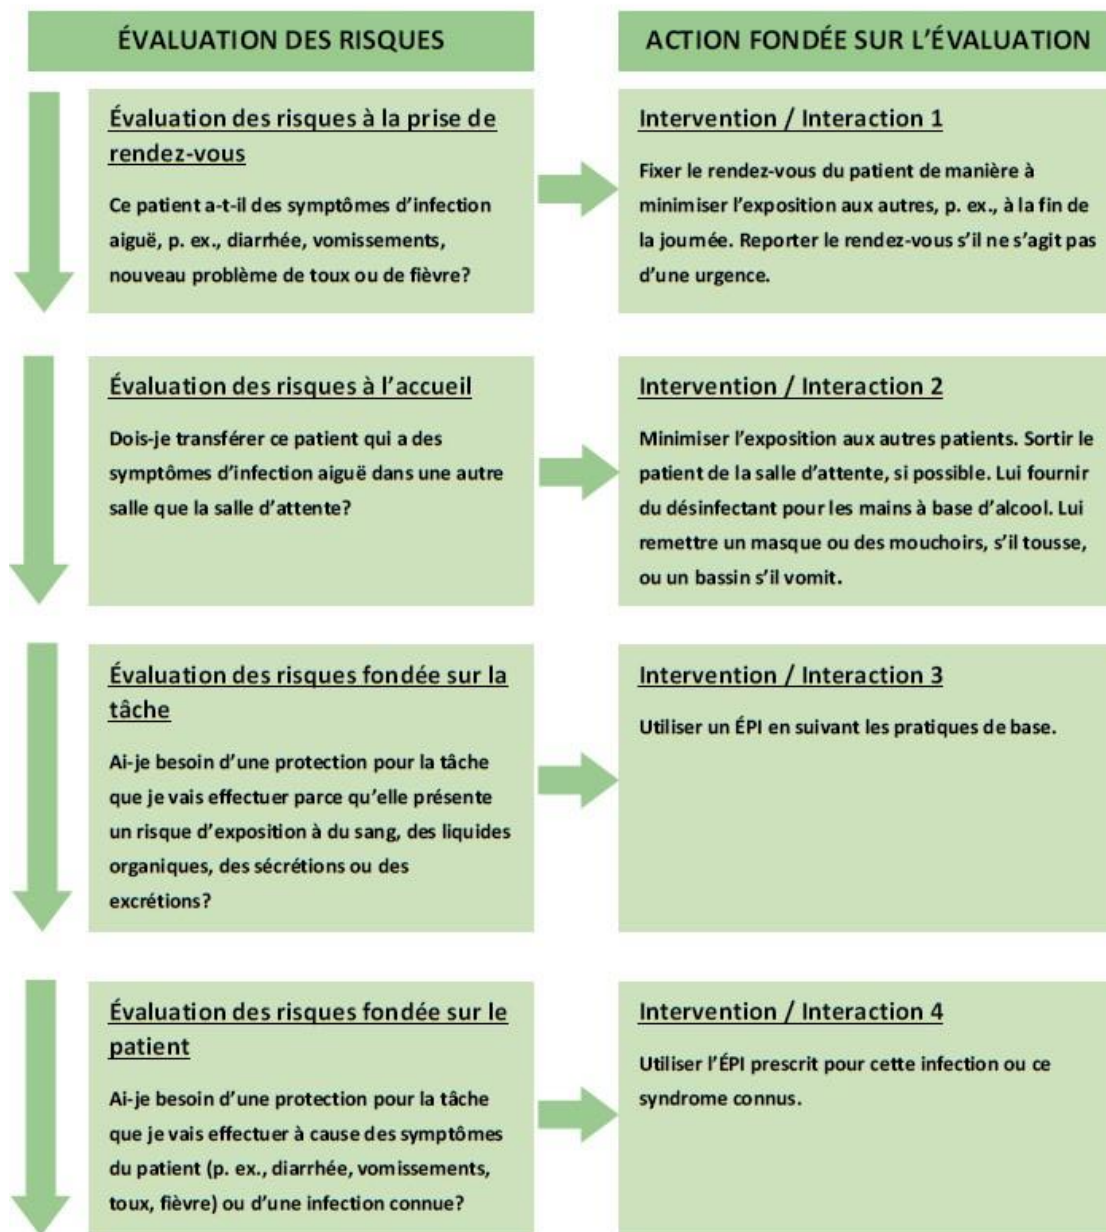 ÉVALUATION DES RISQUES
ACTION FONDÉE SUR L’ÉVALUATION
Évaluation des risques à la prise de
rendez-vous
Ce patient a-t-il des symptômes d’infection
aiguë, p. ex., diarrhée, vomissements,
nouveau problème de toux ou de fièvre?
Intervention / Interaction 1
Fixer le rendez-vous du patient de manière à
minimiser l’exposition aux autres, p. ex., à la fin de
la journée. Reporter le rendez-vous s’il ne s’agit pas
d’une urgence.
Évaluation des risques à l’accueil
Dois-je transférer ce patient qui a des
symptômes d’infection aiguë dans une autre
salle que la salle d’attente?
Intervention / Interaction 2
Minimiser l’exposition aux autres patients. Sortir le
patient de la salle d’attente, si possible. Lui fournir
du désinfectant pour les mains à base d’alcool. Lui
remettre un masque ou des mouchoirs, s’il tousse,
ou un bassin s’il vomit.
Évaluation des risques fondée sur la
tâche
Ai-je besoin d’une protection pour la tâche
que je vais effectuer parce qu’elle présente
un risque d’exposition à du sang, des liquides
organiques, des sécrétions ou des
excrétions?
Intervention / Interaction 3
Utiliser un ÉPI en suivant les pratiques de base.
Évaluation des risques fondée sur le
patient
Ai-je besoin d’une protection pour la tâche
que je vais effectuer à cause des symptômes
du patient (p. ex., diarrhée, vomissements,
toux, fièvre) ou d’une infection connue?
Intervention / Interaction 4
Utiliser l’ÉPI prescrit pour cette infection ou ce
syndrome connus.